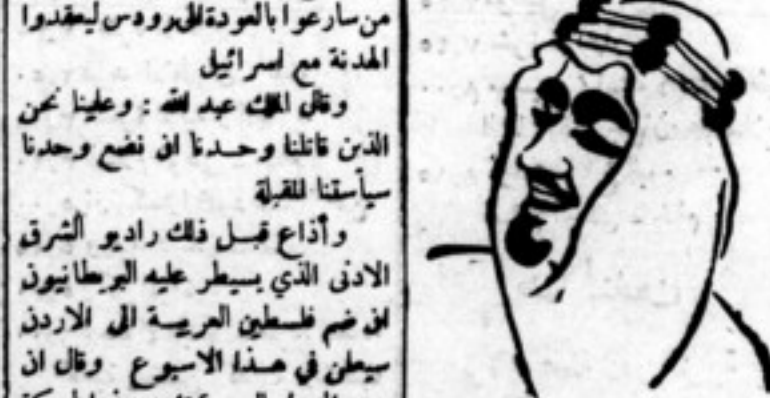 من سارعوا بالعودة الى رودس ليعقدوا
الهدنة مع اسرائيل
وقال الملك عبد الله : وعلينا نحن
الذين قاتلنا وحدنا ان نضع وحدنا
سياستنا المقبلة
وأذاع قبل ذلك راديو الشرق
الادنى الذي يسيطر عليه البريطانيون
ان ضم فلسطين العربية الى الاردن
سيعلن في هذا الاسبوع وقال ان